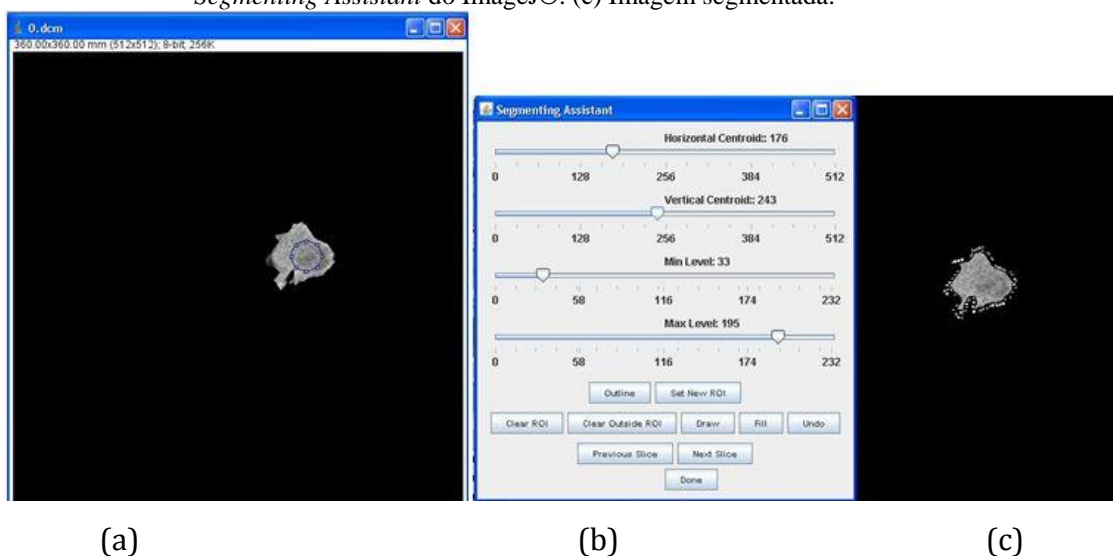 Segmenting Assistant do ImageJ©. (c) Imagem segmentada.
0.dcm
360.00x360.00 mm (512x512); 8-bit; 256K
Segmenting Assistant
Horizontal Centroid:: 176
0 128 256 384 512
Vertical Centroid:: 243
0 128 256 384 512
Min Level: 33
0 58 116 174 232
Max Level: 195
0 58 116 174 232
Outline Set New ROI
Clear ROI Clear Outside ROI Draw Fill Undo
Previous Slice Next Slice
Done
(a) (b) (c)